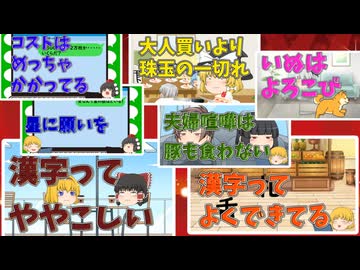 コストは
めっちゃ
かかってる
大人買いより
珠玉の一切れ
いぬは
よろこび
星に願いを
夫婦喧嘩は
豚も食わない
漢字って
ややこしい
漢字って
よくできてる